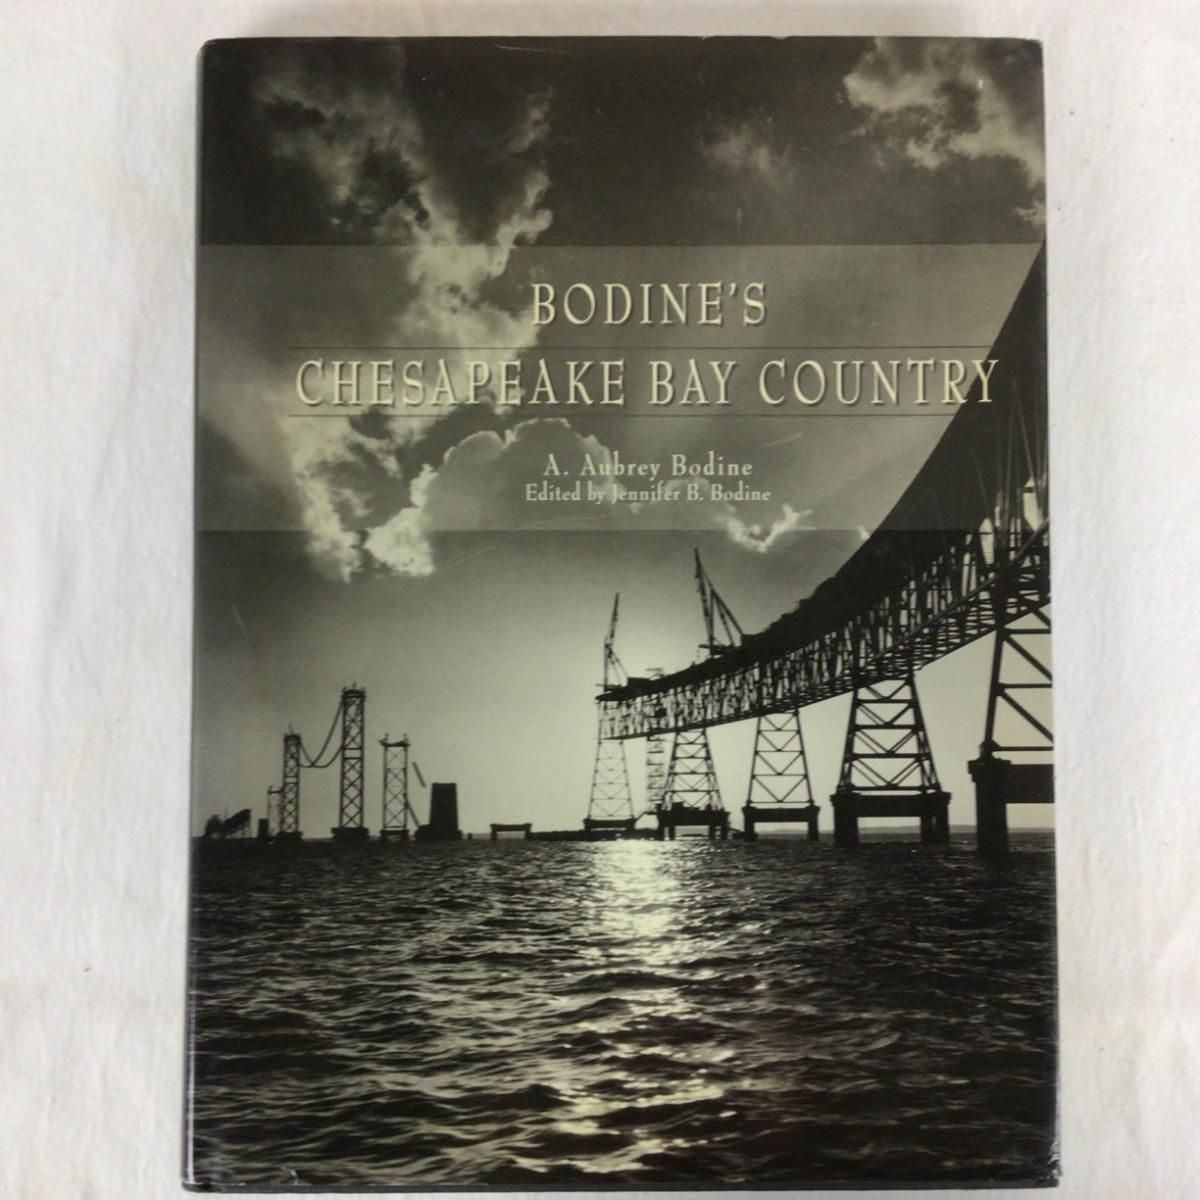 BODINE'S
CHESAPEAKE BAY COUNTRY
A. Aubrey Bodine
Edited by Jennifer B. Bodine